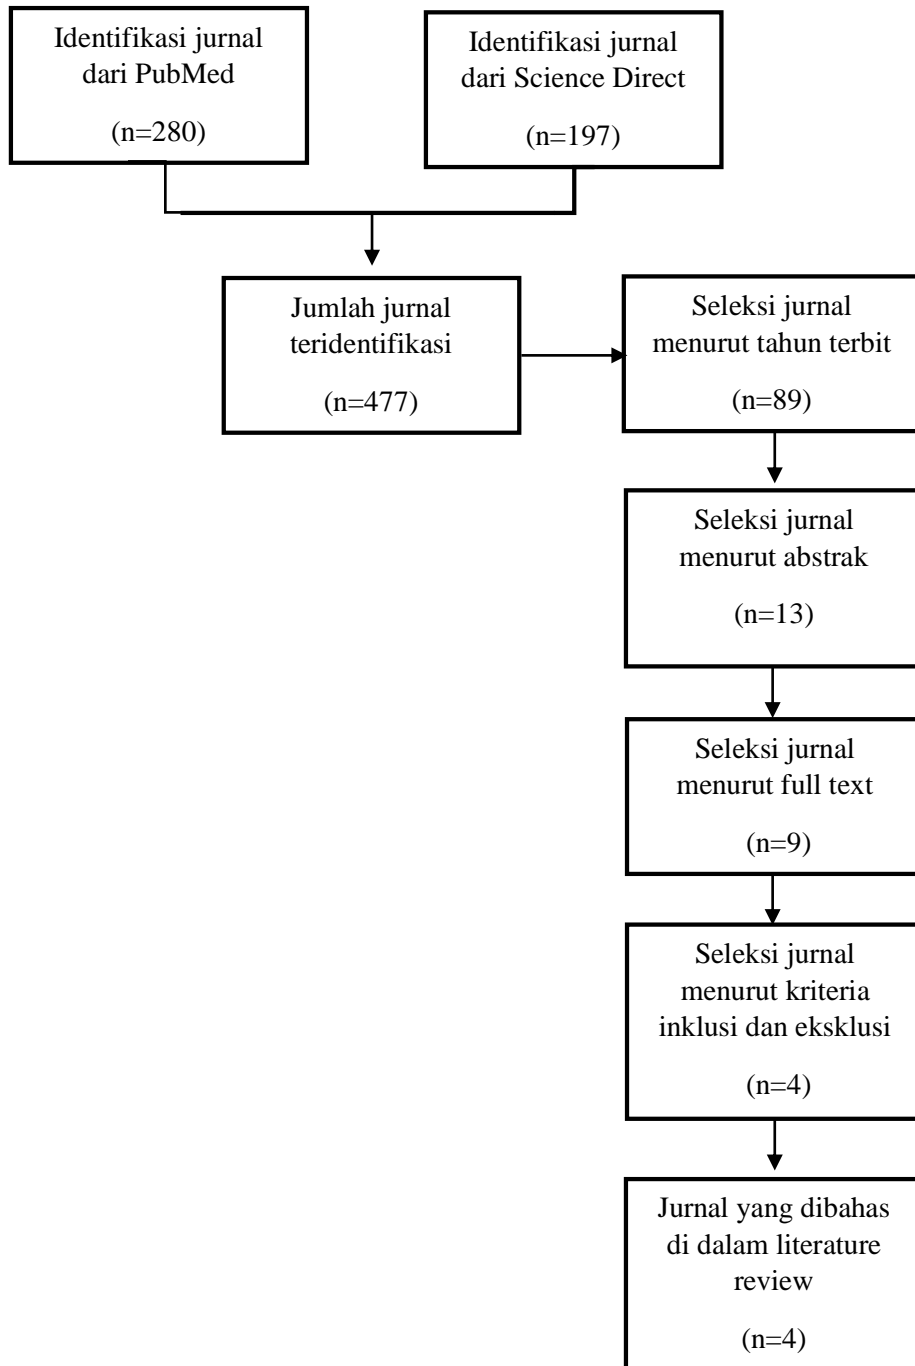 Identifikasi jurnal
dari PubMed
(n=280)
Identifikasi jurnal
dari Science Direct
(n=197)
Jumlah jurnal
teridentifikasi
(n=477)
Seleksi jurnal
menurut tahun terbit
(n=89)
Seleksi jurnal
menurut abstrak
(n=13)
Seleksi jurnal
menurut full text
(n=9)
Seleksi jurnal
menurut kriteria
inklusi dan eksklusi
(n=4)
Jurnal yang dibahas
di dalam literature
review
(n=4)